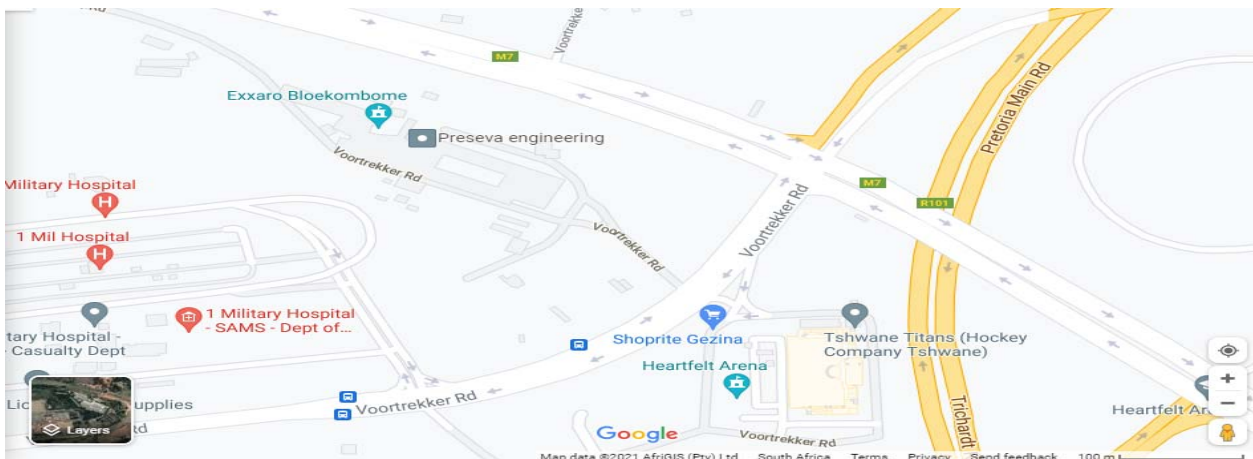 Rd
Voortrekker
M7
Exxaro Bloekombome
Preseva engineering
Voortrekker Rd
Pretoria Main Rd
Military Hospital
M7
R101
1 Mil Hospital
Voortrekker Rd
Voortrekker Rd
1 Military Hospital
- SAMS - Dept of...
tary Hospital -
Casualty Dept
Shoprite Gezina
Tshwane Titans (Hockey
Company Tshwane)
Heartfelt Arena
Lic
upplies
Layers
Voortrekker Rd
Trichardt
Heartfelt Ar
Google
Voortrekker Rd
Map data ©2021 AfriGIS (Pty) Ltd South Africa Terms Privacy Send feedback 100 m